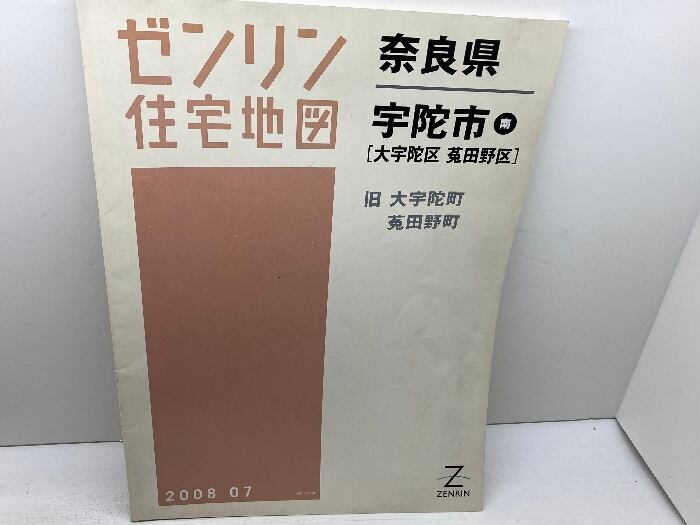 ゼンリン
住宅地図
奈良県
宇陀市 南
[大宇陀区 菟田野区]
旧 大宇陀町
菟田野町
2008 07
Z
ZENRIN